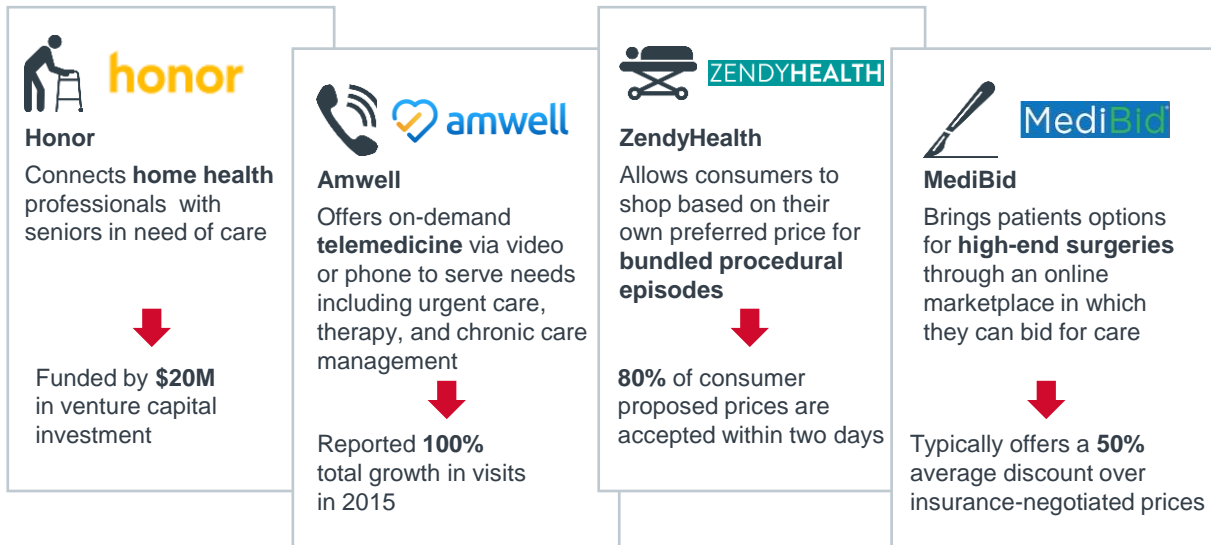 honor
Honor
Connects home health
professionals with
seniors in need of care
Funded by $20M
in venture capital
investment
amwell
Amwell
Offers on-demand
telemedicine via video
or phone to serve needs
including urgent care,
therapy, and chronic care
management
Reported 100%
total growth in visits
in 2015
ZENDYHEALTH
ZendyHealth
Allows consumers to
shop based on their
own preferred price for
bundled procedural
episodes
80% of consumer
proposed prices are
accepted within two days
MediBid
MediBid
Brings patients options
for high-end surgeries
through an online
marketplace in which
they can bid for care
Typically offers a 50%
average discount over
insurance-negotiated prices